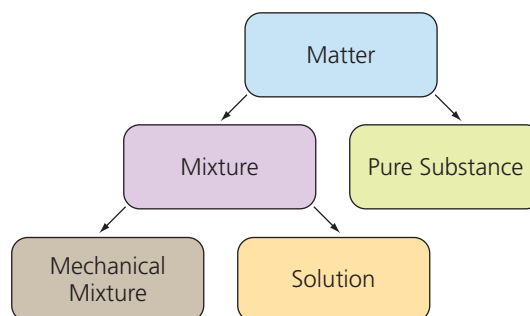 Matter
Mixture
Pure Substance
Mechanical
Mixture
Solution